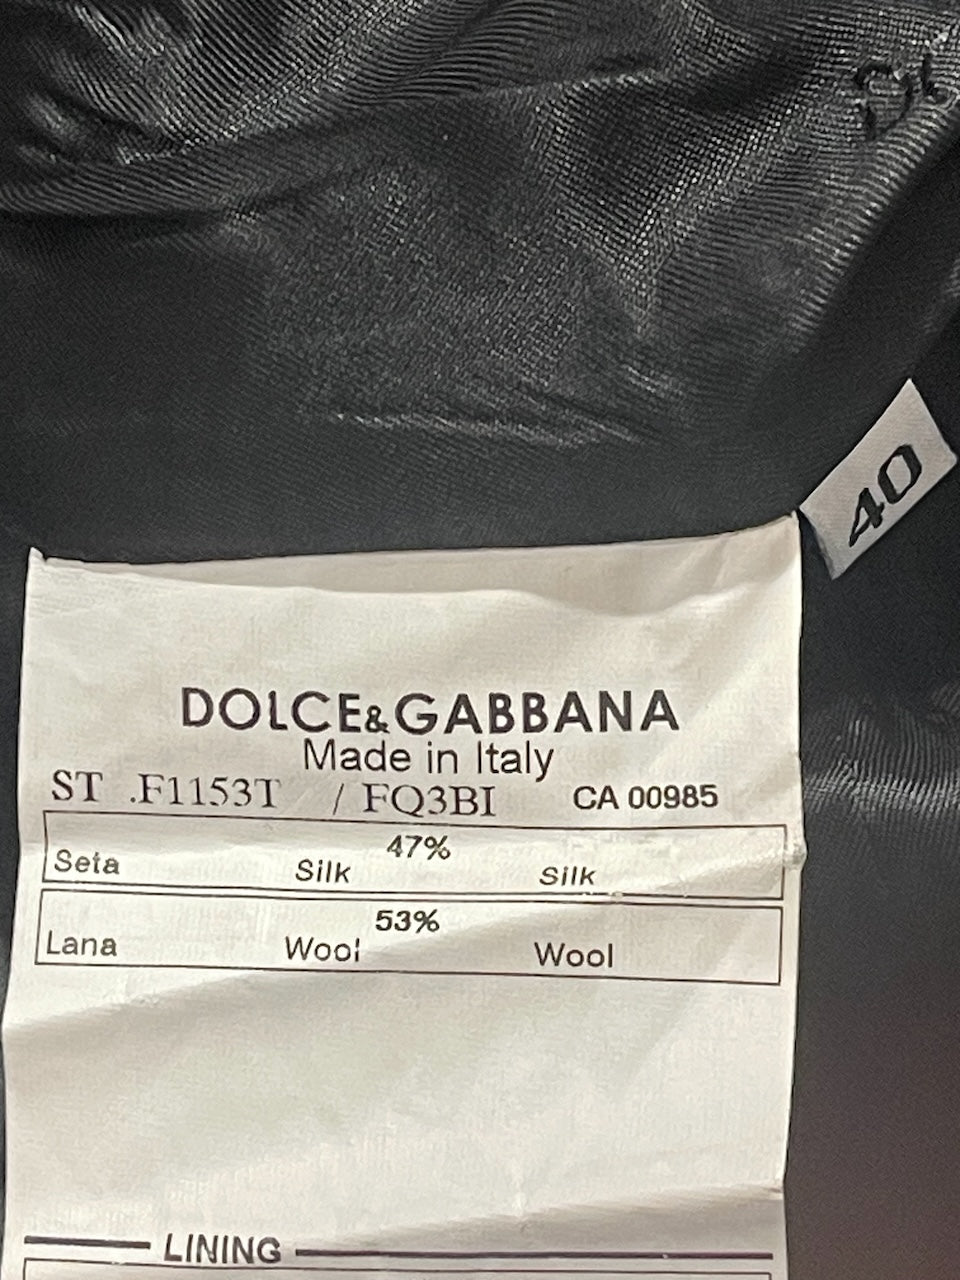 40
DOLCE&GABBANA
Made in Italy
ST .F1153T / FQ3BI CA 00985
47%
Seta Silk Silk
53%
Lana Wool Wool
LINING